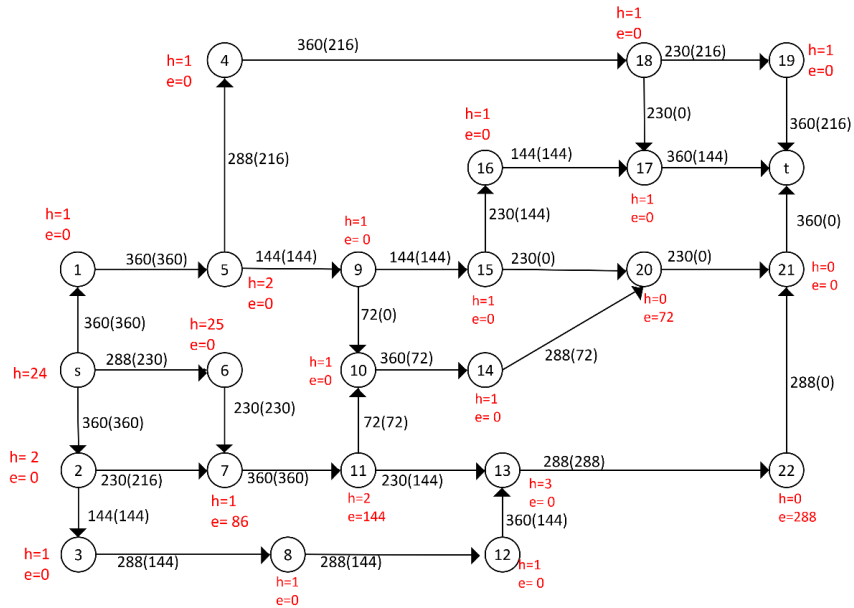 h=1
e=0
360(216)
h=1
e=0
4
18
230(216)
19
h=1
e=0
h=1
e=0
230(0)
360(216)
288(216)
16
144(144)
17
360(144)
t
h=1
e=0
h=1
e=0
230(144)
h=1
e= 0
360(0)
1
360(360)
5
144(144)
9
144(144)
15
230(0)
20
230(0)
21
h=0
e= 0
h=2
e=0
h=1
e=0
h=0
e=72
360(360)
h=25
e=0
72(0)
h=24
s
288(230)
6
h=1
e=0
10
360(72)
14
288(72)
288(0)
h=1
e= 0
360(360)
230(230)
72(72)
h= 2
e= 0
2
230(216)
7
360(360)
11
230(144)
13
288(288)
22
h=1
e= 86
h=2
e=144
h=3
e= 0
h=0
e=288
144(144)
360(144)
h=1
e=0
3
288(144)
8
288(144)
12
h=1
e= 0
h=1
e=0